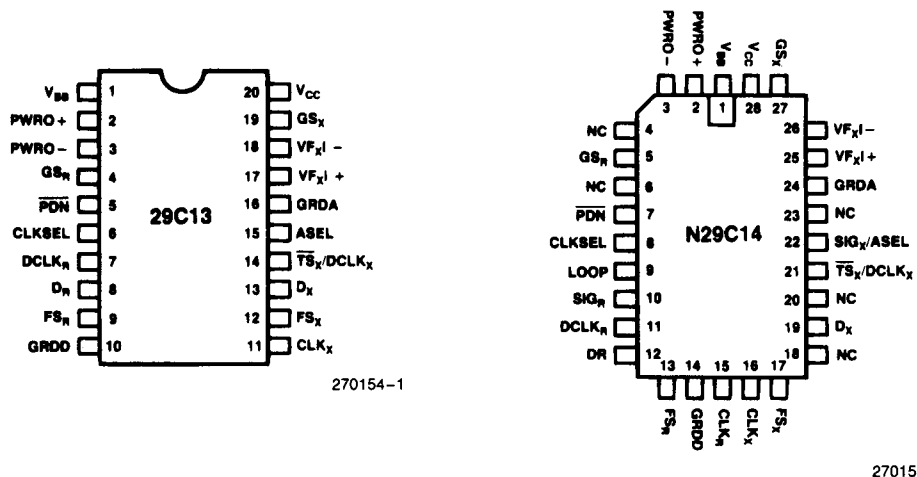 V_BB 1 20 V_CC
PWRO+ 2 19 GS_X
PWRO- 3 18 VF_XI -
GS_R 4 17 VF_XI +
PDN 5 16 GRDA
29C13
CLKSEL 6 15 ASEL
DCLK_R 7 14 TS_X/DCLK_X
D_R 8 13 D_X
FS_R 9 12 FS_X
GRDD 10 11 CLK_X
270154-1
PWRO- PWRO+ V_BB V_CC GS_X
3 2 1 28 27
NC 4 26 VF_XI-
GS_R 5 25 VF_XI+
NC 6 24 GRDA
PDN 7 23 NC
N29C14
CLKSEL 8 22 SIG_X/ASEL
LOOP 9 21 TS_X/DCLK_X
SIG_R 10 20 NC
DCLK_R 11 19 D_X
DR 12 18 NC
13 14 15 16 17
FS_R GRDD CLK_R CLK_X FS_X
27015